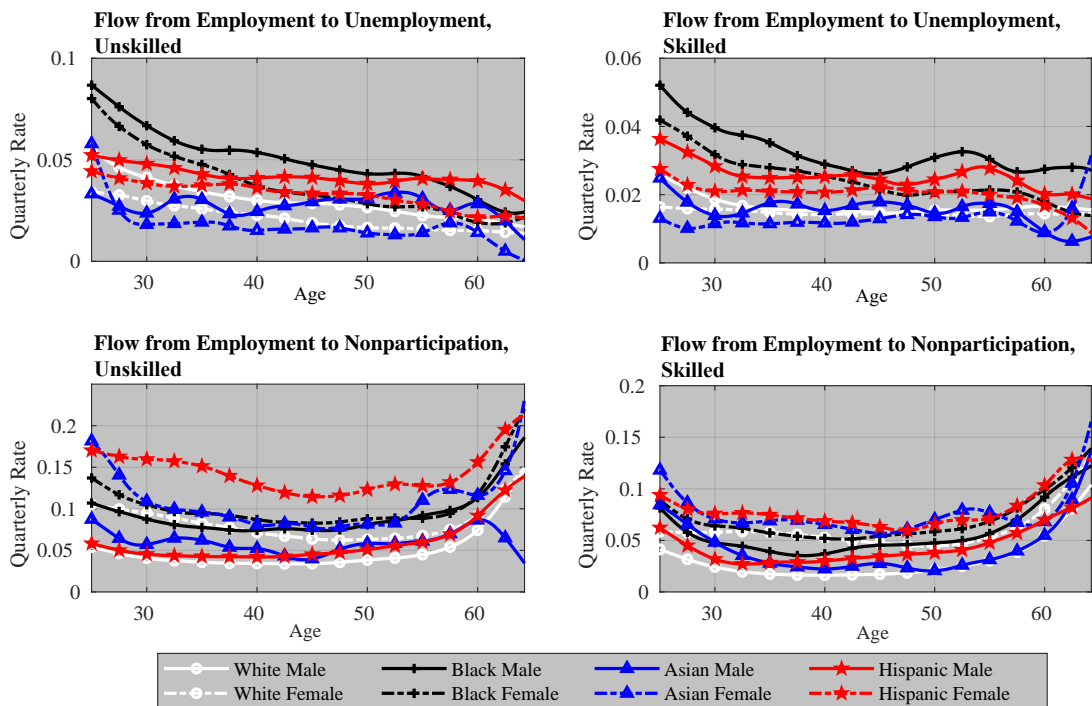 Flow from Employment to Unemployment,
Unskilled
0.1
0.05
0
Quarterly Rate
30
40
50
60
Age
Flow from Employment to Unemployment,
Skilled
0.06
0.04
0.02
0
Quarterly Rate
30
40
50
60
Age
Flow from Employment to Nonparticipation,
Unskilled
0.2
0.15
0.1
0.05
0
Quarterly Rate
30
40
50
60
Age
Flow from Employment to Nonparticipation,
Skilled
0.2
0.15
0.1
0.05
0
Quarterly Rate
30
40
50
60
Age
White Male
Black Male
Asian Male
Hispanic Male
White Female
Black Female
Asian Female
Hispanic Female